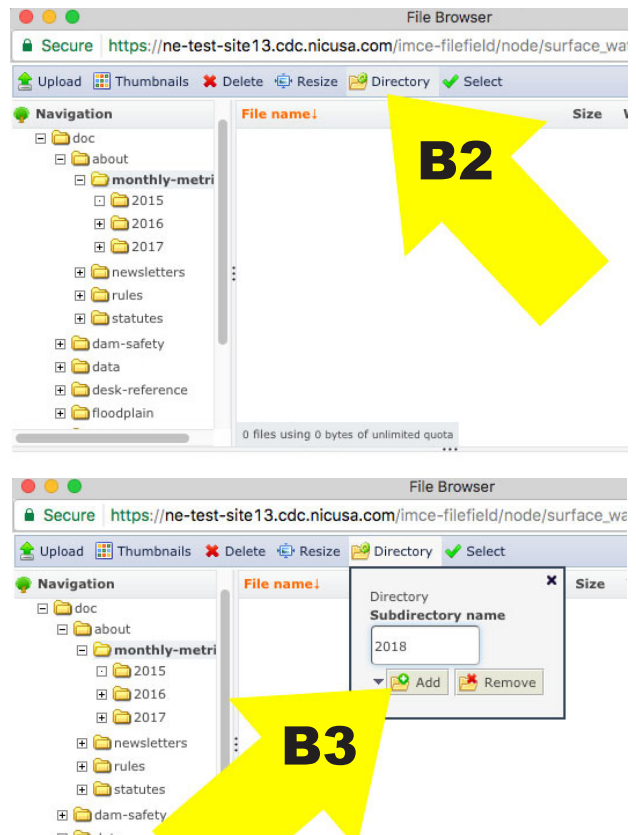 File Browser
Secure https://ne-test-site13.cdc.nicusa.com/imce-filefield/node/surface_wat
Upload Thumbnails Delete Resize Directory Select
Navigation File name↓ Size
doc
about
monthly-metri
2015
2016
2017
newsletters
rules
statutes
dam-safety
data
desk-reference
floodplain
B2
0 files using 0 bytes of unlimited quota
File Browser
Secure https://ne-test-site13.cdc.nicusa.com/imce-filefield/node/surface_wa
Upload Thumbnails Delete Resize Directory Select
Navigation File name↓ Size
doc
about
monthly-metri
2015
2016
2017
newsletters
rules
statutes
dam-safety
Directory
Subdirectory name
2018
Add Remove
B3